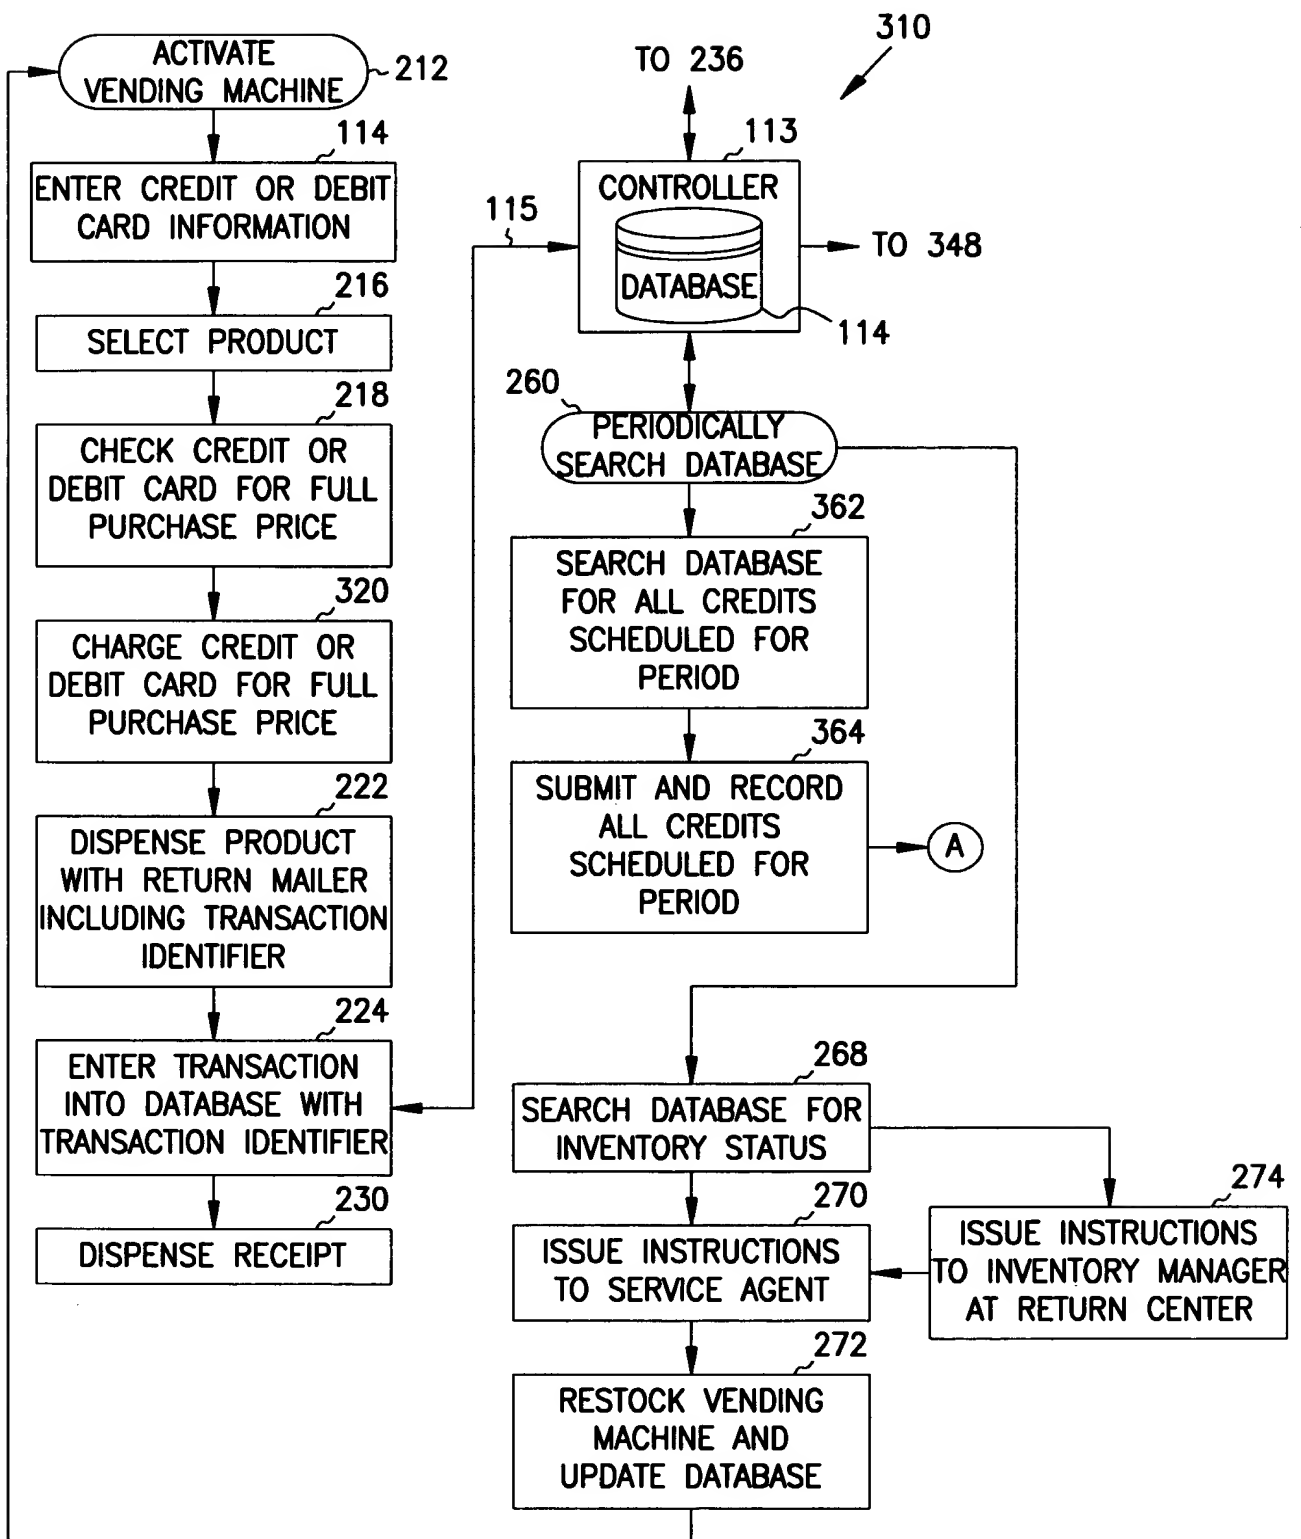 ACTIVATE
VENDING MACHINE
212
114
ENTER CREDIT OR DEBIT
CARD INFORMATION
216
SELECT PRODUCT
218
CHECK CREDIT OR
DEBIT CARD FOR FULL
PURCHASE PRICE
320
CHARGE CREDIT OR
DEBIT CARD FOR FULL
PURCHASE PRICE
222
DISPENSE PRODUCT
WITH RETURN MAILER
INCLUDING TRANSACTION
IDENTIFIER
224
ENTER TRANSACTION
INTO DATABASE WITH
TRANSACTION IDENTIFIER
230
DISPENSE RECEIPT
310
TO 236
113
CONTROLLER
115
DATABASE
TO 348
114
260
PERIODICALLY
SEARCH DATABASE
362
SEARCH DATABASE
FOR ALL CREDITS
SCHEDULED FOR
PERIOD
364
SUBMIT AND RECORD
ALL CREDITS
SCHEDULED FOR
PERIOD
A
268
SEARCH DATABASE FOR
INVENTORY STATUS
270
ISSUE INSTRUCTIONS
TO SERVICE AGENT
274
ISSUE INSTRUCTIONS
TO INVENTORY MANAGER
AT RETURN CENTER
272
RESTOCK VENDING
MACHINE AND
UPDATE DATABASE